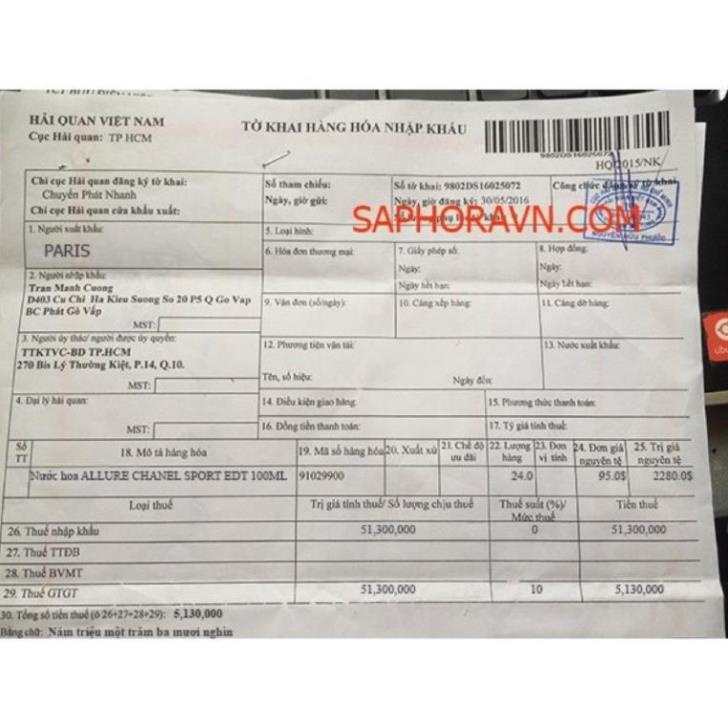 HẢI QUAN VIỆT NAM
Cục Hải quan: TP HCM
TỜ KHAI HÀNG HÓA NHẬP KHẨU
9802DS16025072
HQ/2015/NK
Chi cục Hải quan đăng ký tờ khai:
Chuyển Phát Nhanh
Chi cục Hải quan cửa khẩu xuất:
Số tham chiếu:
Ngày, giờ gửi:
Số tờ khai: 9802DS16025072
Ngày, giờ đăng ký: 30/05/2016
Công chức đăng ký tờ khai
SAPHORAVN.COM
NGUYỄN HỮU PHƯỚC
1. Người xuất khẩu:
PARIS
5. Loại hình:
6. Hóa đơn thương mại:
7. Giấy phép số:
Ngày:
Ngày hết hạn:
8. Hợp đồng:
Ngày:
Ngày hết hạn:
2. Người nhập khẩu:
Tran Manh Cuong
D403 Cu Chi Ha Kieu Suong So 20 P5 Q Go Vap
BC Phát Gò Vấp
MST:
9. Vận đơn (số/ngày):
10. Cảng xếp hàng:
11. Cảng dỡ hàng:
3. Người ủy thác/ người được ủy quyền:
TTKTVC-BD TP.HCM
270 Bis Lý Thường Kiệt, P.14, Q.10.
MST:
12. Phương tiện vận tải:
Tên, số hiệu:
Ngày đến:
13. Nước xuất khẩu:
4. Đại lý hải quan:
MST:
14. Điều kiện giao hàng:
15. Phương thức thanh toán:
16. Đồng tiền thanh toán:
17. Tỷ giá tính thuế:
Số TT
18. Mô tả hàng hóa
19. Mã số hàng hóa
20. Xuất xứ
21. Chế độ ưu đãi
22. Lượng hàng
23. Đơn vị tính
24. Đơn giá nguyên tệ
25. Trị giá nguyên tệ
Nước hoa ALLURE CHANEL SPORT EDT 100ML 91029900 24.0 95.0$ 2280.0$
Loại thuế
Trị giá tính thuế/ Số lượng chịu thuế
Thuế suất (%)/ Mức thuế
Tiền thuế
26. Thuế nhập khẩu 51,300,000 0 51,300,000
27. Thuế TTĐB
28. Thuế BVMT
29. Thuế GTGT 51,300,000 10 5,130,000
30. Tổng số tiền thuế (ô 26+27+28+29): 5,130,000
Bằng chữ: Năm triệu một trăm ba mươi nghìn